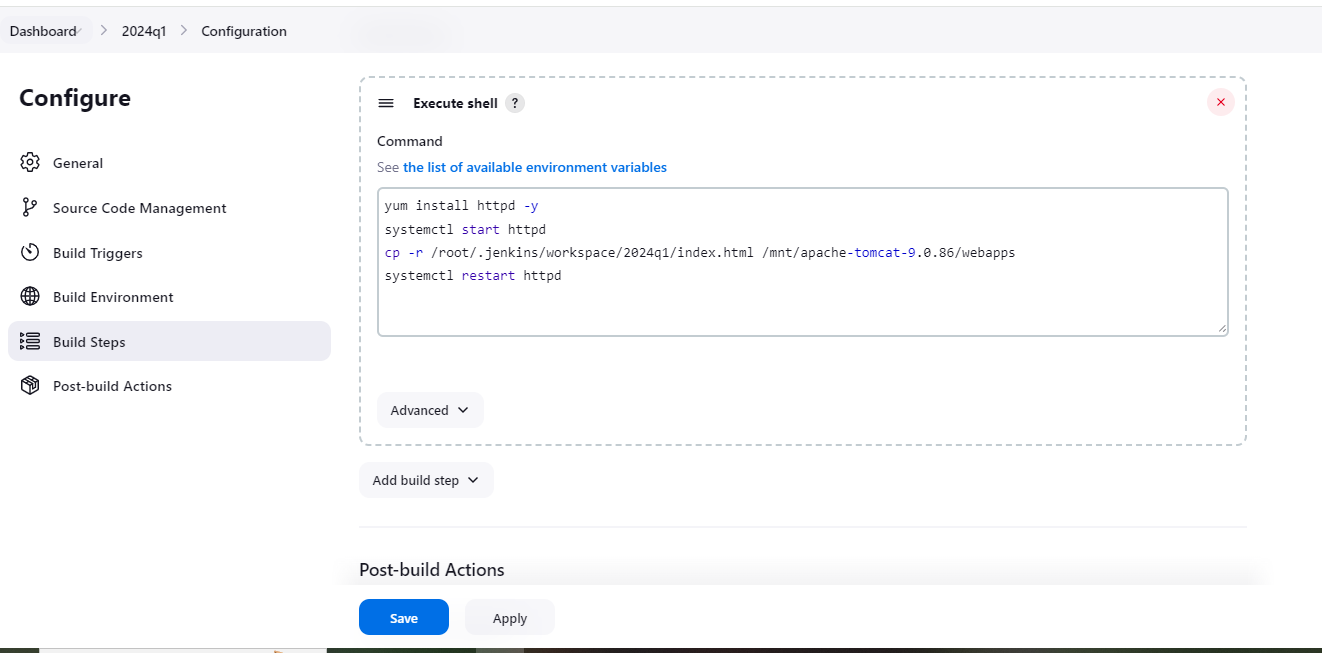 Dashboard > 2024q1 > Configuration
Configure
General
Source Code Management
Build Triggers
Build Environment
Build Steps
Post-build Actions
Execute shell ?
Command
See the list of available environment variables
yum install httpd -y
systemctl start httpd
cp -r /root/.jenkins/workspace/2024q1/index.html /mnt/apache-tomcat-9.0.86/webapps
systemctl restart httpd
Advanced
Add build step
Post-build Actions
Save Apply